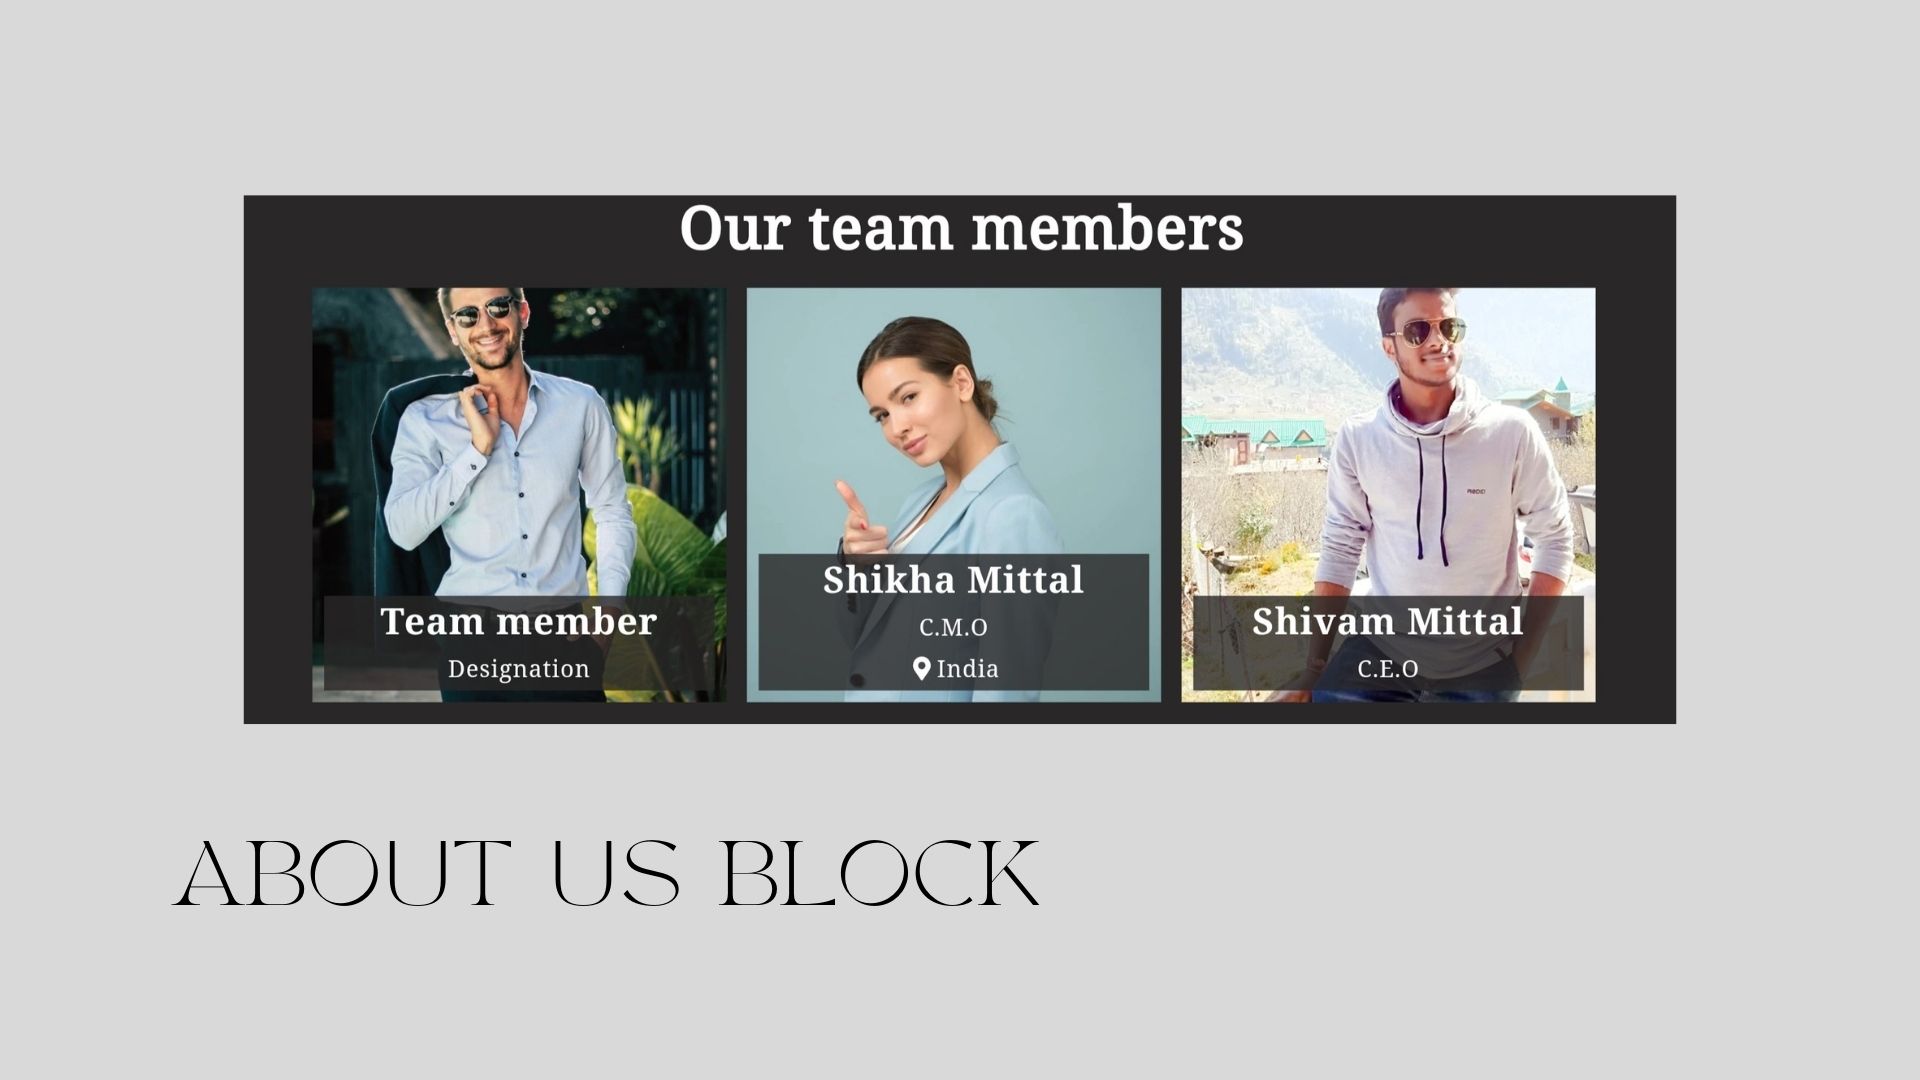 Our team members
Team member
Designation
Shikha Mittal
C.M.O
India
Shivam Mittal
C.E.O
ABOUT US BLOCK